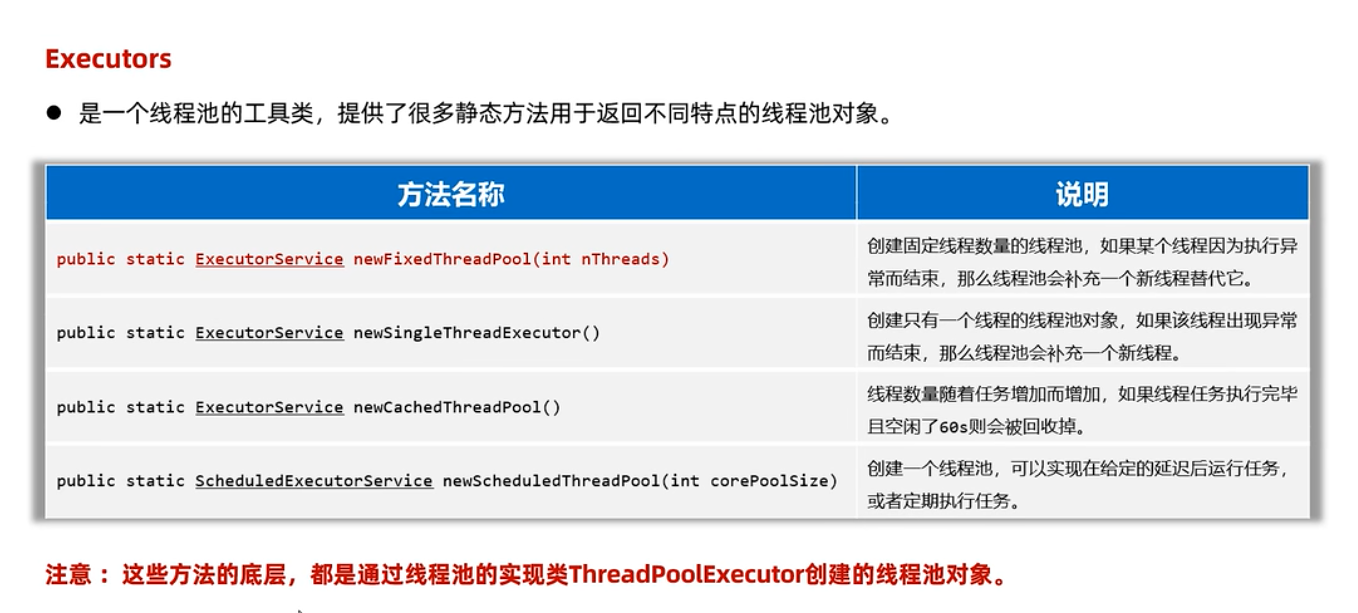 Executors
● 是一个线程池的工具类，提供了很多静态方法用于返回不同特点的线程池对象。
方法名称 说明
public static ExecutorService newFixedThreadPool(int nThreads)
创建固定线程数量的线程池，如果某个线程因为执行异
常而结束，那么线程池会补充一个新线程替代它。
public static ExecutorService newSingleThreadExecutor()
创建只有一个线程的线程池对象，如果该线程出现异常
而结束，那么线程池会补充一个新线程。
public static ExecutorService newCachedThreadPool()
线程数量随着任务增加而增加，如果线程任务执行完毕
且空闲了60s则会被回收掉。
public static ScheduledExecutorService newScheduledThreadPool(int corePoolSize)
创建一个线程池，可以实现在给定的延迟后运行任务，
或者定期执行任务。
注意 ：这些方法的底层，都是通过线程池的实现类ThreadPoolExecutor创建的线程池对象。